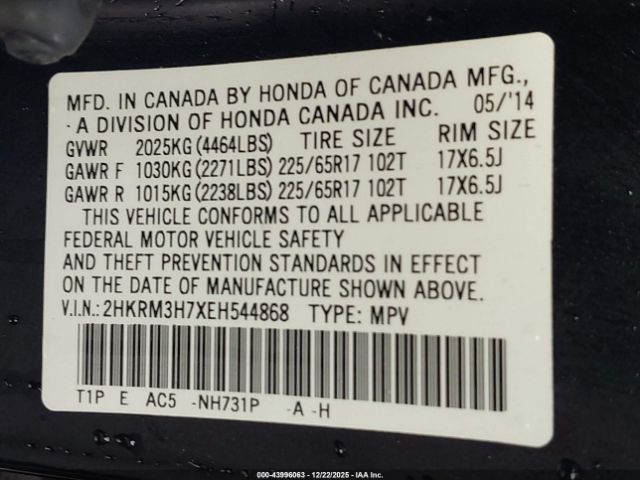 MFD. IN CANADA BY HONDA OF CANADA MFG.,
·A DIVISION OF HONDA CANADA INC. 05/'14
GVWR 2025KG(4464LBS) TIRE SIZE RIM SIZE
GAWR F 1030KG(2271LBS) 225/65R17 102T 17X6.5J
GAWR R 1015KG(2238LBS) 225/65R17 102T 17X6.5J
THIS VEHICLE CONFORMS TO ALL APPLICABLE
FEDERAL MOTOR VEHICLE SAFETY
AND THEFT PREVENTION STANDARDS IN EFFECT
ON THE DATE OF MANUFACTURE SHOWN ABOVE.
V.I.N.: 2HKRM3H7XEH544868 TYPE: MPV
T1P E AC5 -NH731P -A -H
000-43996063 - 12/22/2025 - IAA Inc.